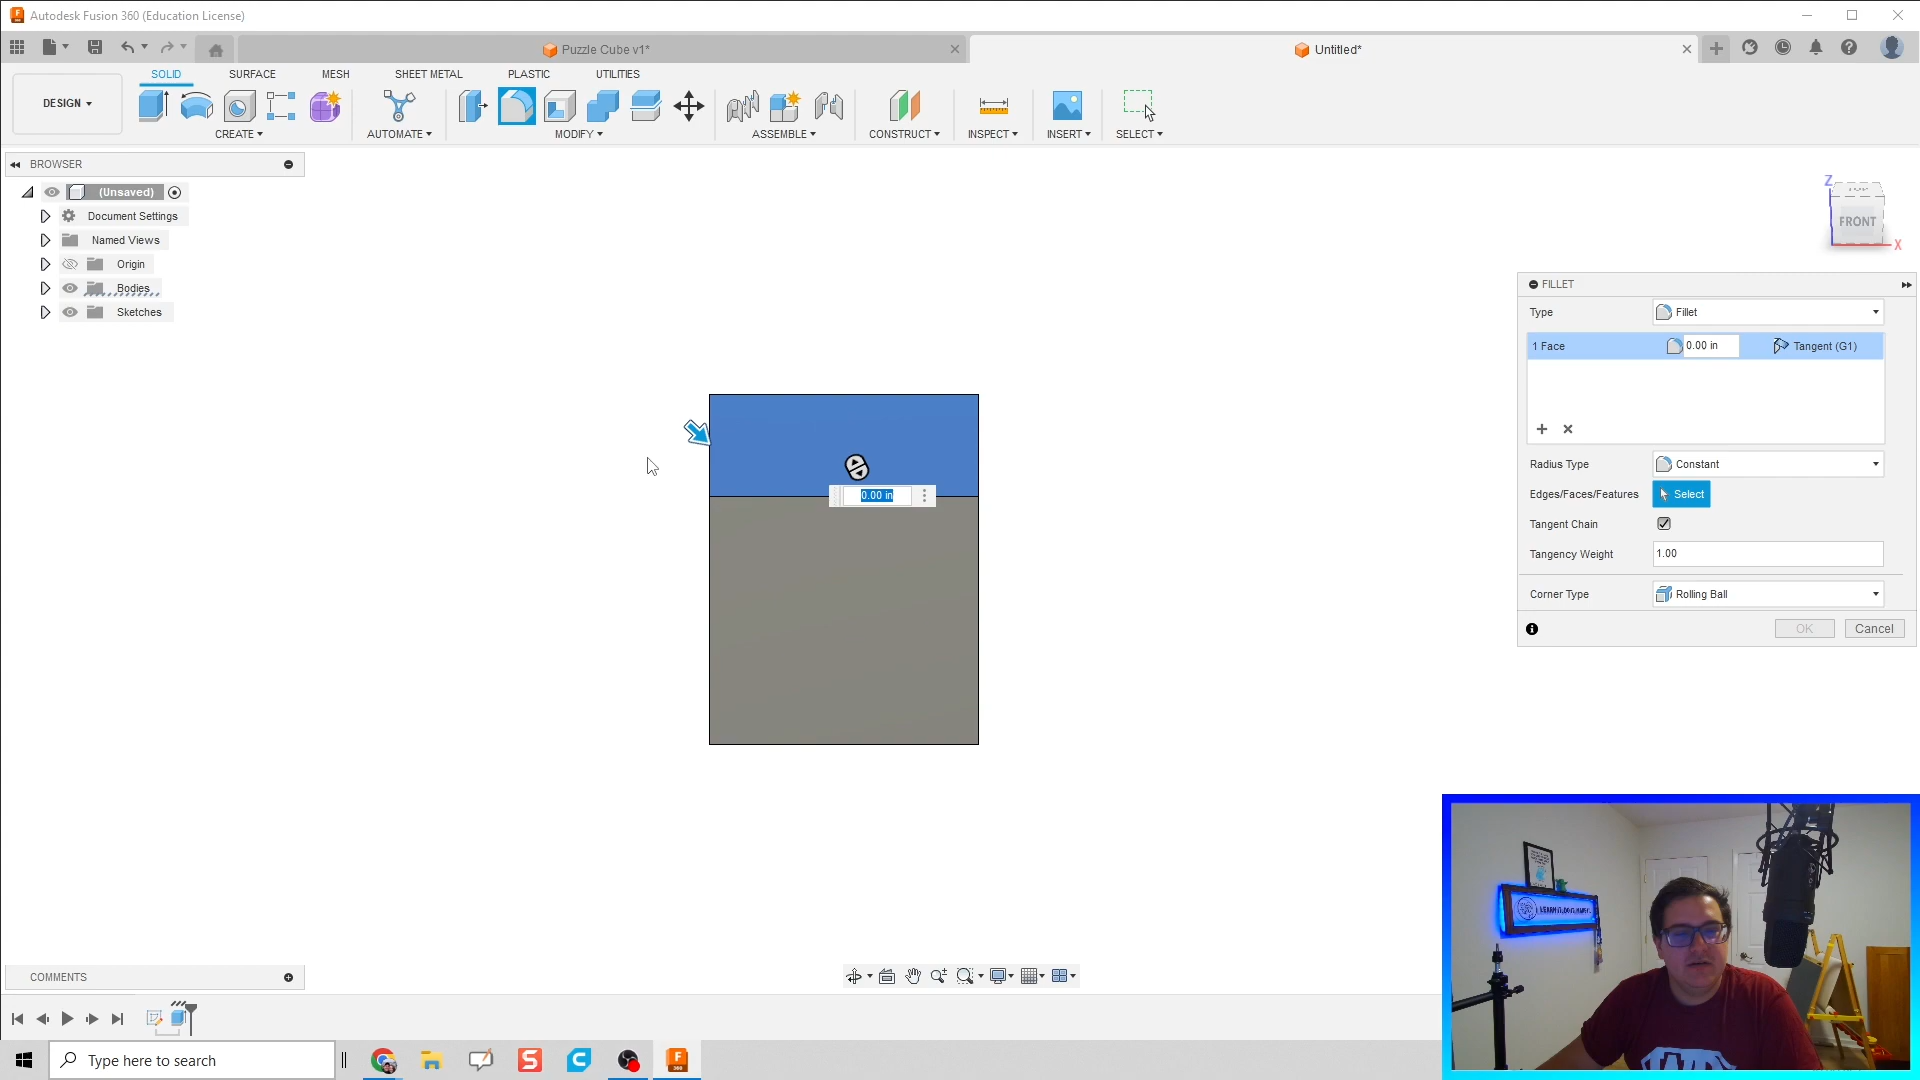 Autodesk Fusion 360 (Education License)
Puzzle Cube v1*
Untitled*
DESIGN
SOLID
SURFACE
MESH
SHEET METAL
PLASTIC
UTILITIES
CREATE
AUTOMATE
MODIFY
ASSEMBLE
CONSTRUCT
INSPECT
INSERT
SELECT
BROWSER
(Unsaved)
Document Settings
Named Views
Origin
Bodies
Sketches
Z
TOP
FRONT
X
FILLET
Type
Fillet
1 Face
0.00 in
Tangent (G1)
Radius Type
Constant
Edges/Faces/Features
Select
Tangent Chain
Tangency Weight
1.00
Corner Type
Rolling Ball
OK
Cancel
0.00 in
COMMENTS
Type here to search